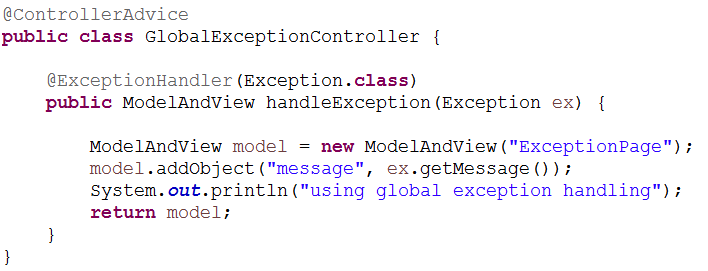 @ControllerAdvice
public class GlobalExceptionController {
@ExceptionHandler(Exception.class)
public ModelAndView handleException(Exception ex) {
ModelAndView model = new ModelAndView("ExceptionPage");
model.addObject("message", ex.getMessage());
System.out.println("using global exception handling");
return model;
}
}